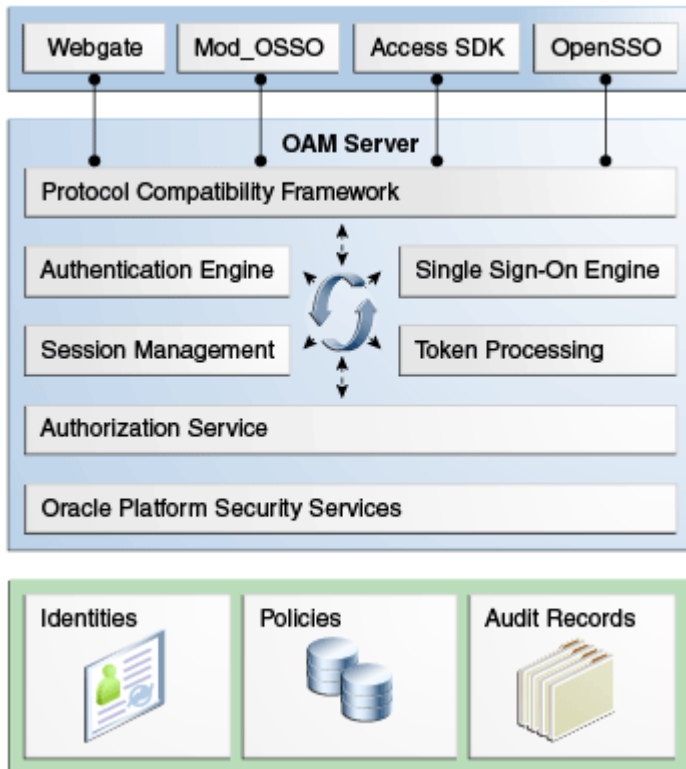 Webgate
Mod_OSSO
Access SDK
OpenSSO
OAM Server
Protocol Compatibility Framework
Authentication Engine
Single Sign-On Engine
Session Management
Token Processing
Authorization Service
Oracle Platform Security Services
Identities
Policies
Audit Records